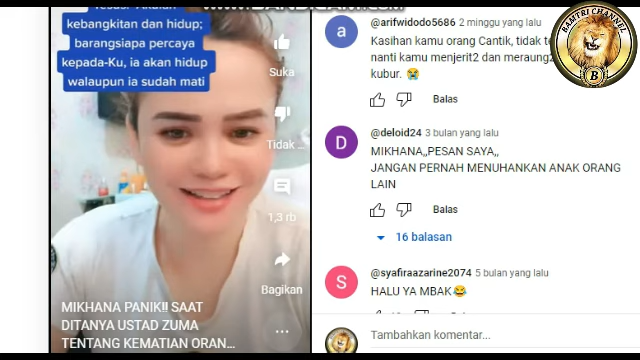 Yesus: "Akulah
kebangkitan dan hidup;
barangsiapa percaya
kepada-Ku, ia akan hidup
walaupun ia sudah mati
Suka
Tidak ...
1,3 rb
Bagikan
MIKHANA PANIK!! SAAT
DITANYA USTAD ZUMA
TENTANG KEMATIAN ORAN...
@arifwidodo5686 2 minggu yang lalu
Kasihan kamu orang Cantik, tidak
nanti kamu menjerit2 dan meraung2
kubur. 😭
Balas
@deloid24 3 bulan yang lalu
MIKHANA,,PESAN SAYA,,
JANGAN PERNAH MENUHANKAN ANAK ORANG
LAIN
Balas
16 balasan
@syafiraazarine2074 5 bulan yang lalu
HALU YA MBAK😂
Tambahkan komentar...
BAMTRI CHANNEL
B